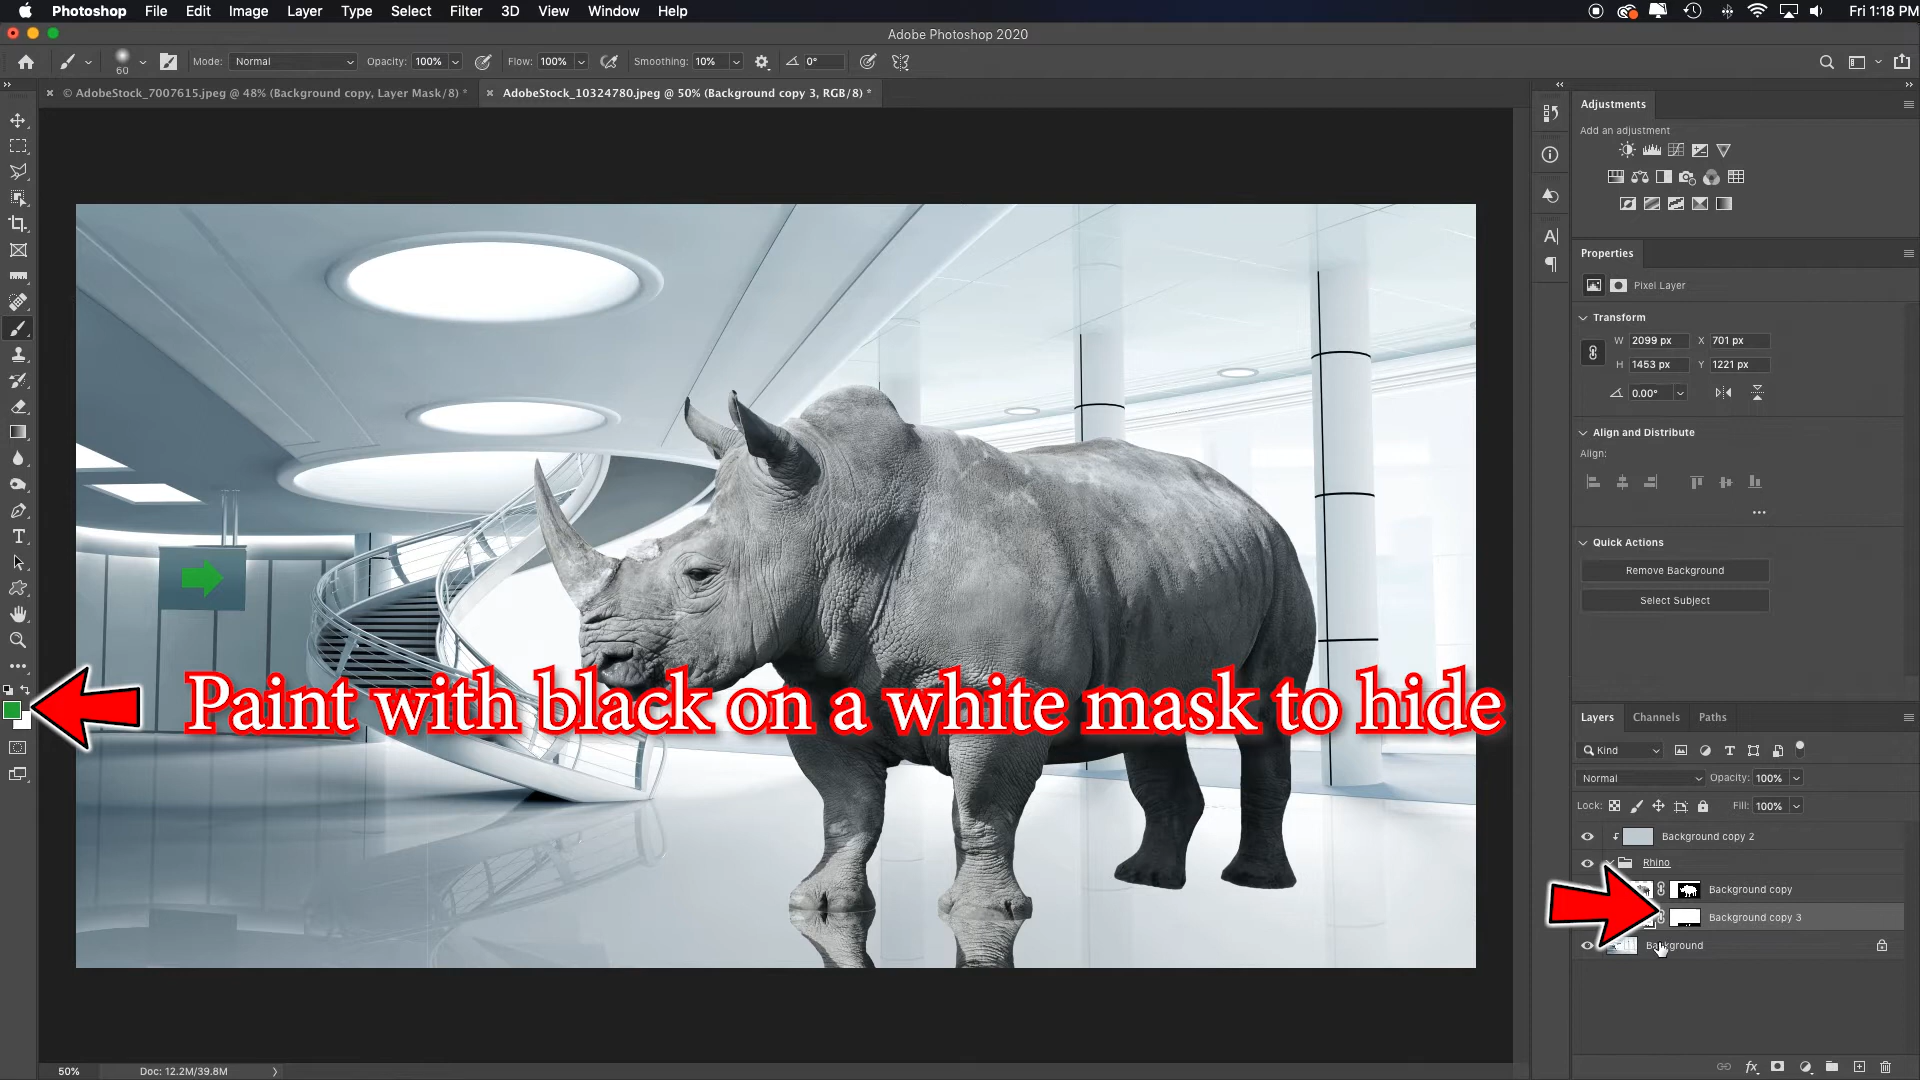 Photoshop File Edit Image Layer Type Select Filter 3D View Window Help Fri 1:18 PM
Adobe Photoshop 2020
60 Mode: Normal Opacity: 100% Flow: 100% Smoothing: 10% 0°
© AdobeStock_7007615.jpeg @ 48% (Background copy, Layer Mask/8) * AdobeStock_10324780.jpeg @ 50% (Background copy 3, RGB/8) *
Adjustments
Add an adjustment
Properties
Pixel Layer
Transform
W 2099 px X 701 px
H 1453 px Y 1221 px
0.00°
Align and Distribute
Align:
Quick Actions
Remove Background
Select Subject
Paint with black on a white mask to hide
Layers Channels Paths
Kind
Normal Opacity: 100%
Lock: Fill: 100%
Background copy 2
Rhino
Background copy
Background copy 3
Background
50% Doc: 12.2M/39.8M